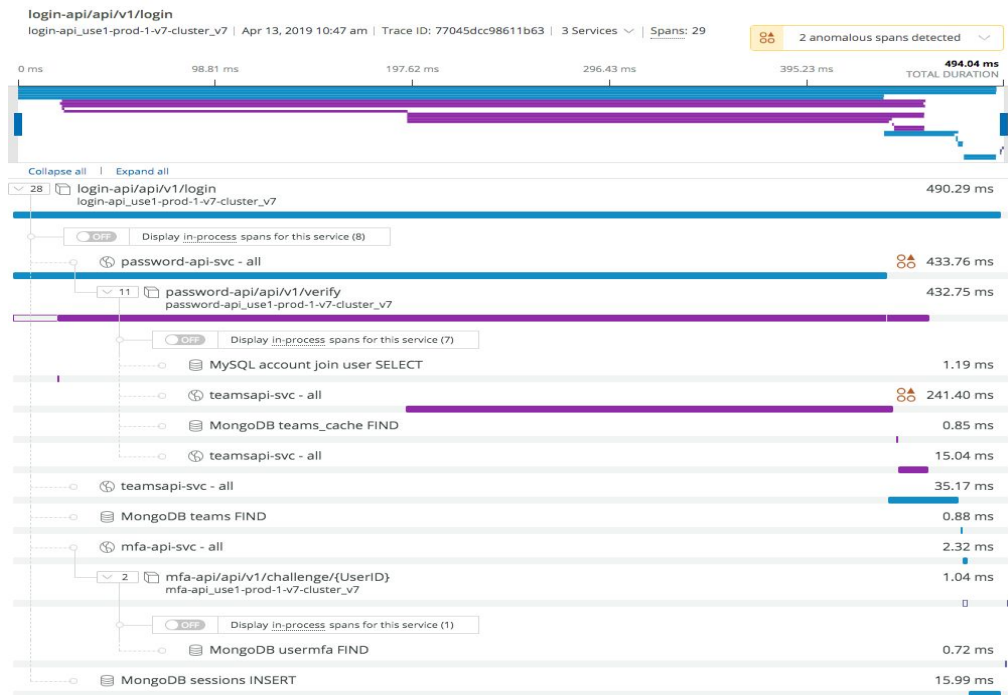 login-api/api/v1/login
login-api_use1-prod-1-v7-cluster_v7 | Apr 13, 2019 10:47 am | Trace ID: 77045dcc98611b63 | 3 Services | Spans: 29
2 anomalous spans detected
0 ms 98.81 ms 197.62 ms 296.43 ms 395.23 ms 494.04 ms
TOTAL DURATION
Collapse all | Expand all
28 login-api/api/v1/login 490.29 ms
login-api_use1-prod-1-v7-cluster_v7
OFF Display in-process spans for this service (8)
password-api-svc - all 433.76 ms
11 password-api/api/v1/verify 432.75 ms
password-api_use1-prod-1-v7-cluster_v7
OFF Display in-process spans for this service (7)
MySQL account join user SELECT 1.19 ms
teamsapi-svc - all 241.40 ms
MongoDB teams_cache FIND 0.85 ms
teamsapi-svc - all 15.04 ms
teamsapi-svc - all 35.17 ms
MongoDB teams FIND 0.88 ms
mfa-api-svc - all 2.32 ms
2 mfa-api/api/v1/challenge/{UserID} 1.04 ms
mfa-api_use1-prod-1-v7-cluster_v7
OFF Display in-process spans for this service (1)
MongoDB usermfa FIND 0.72 ms
MongoDB sessions INSERT 15.99 ms